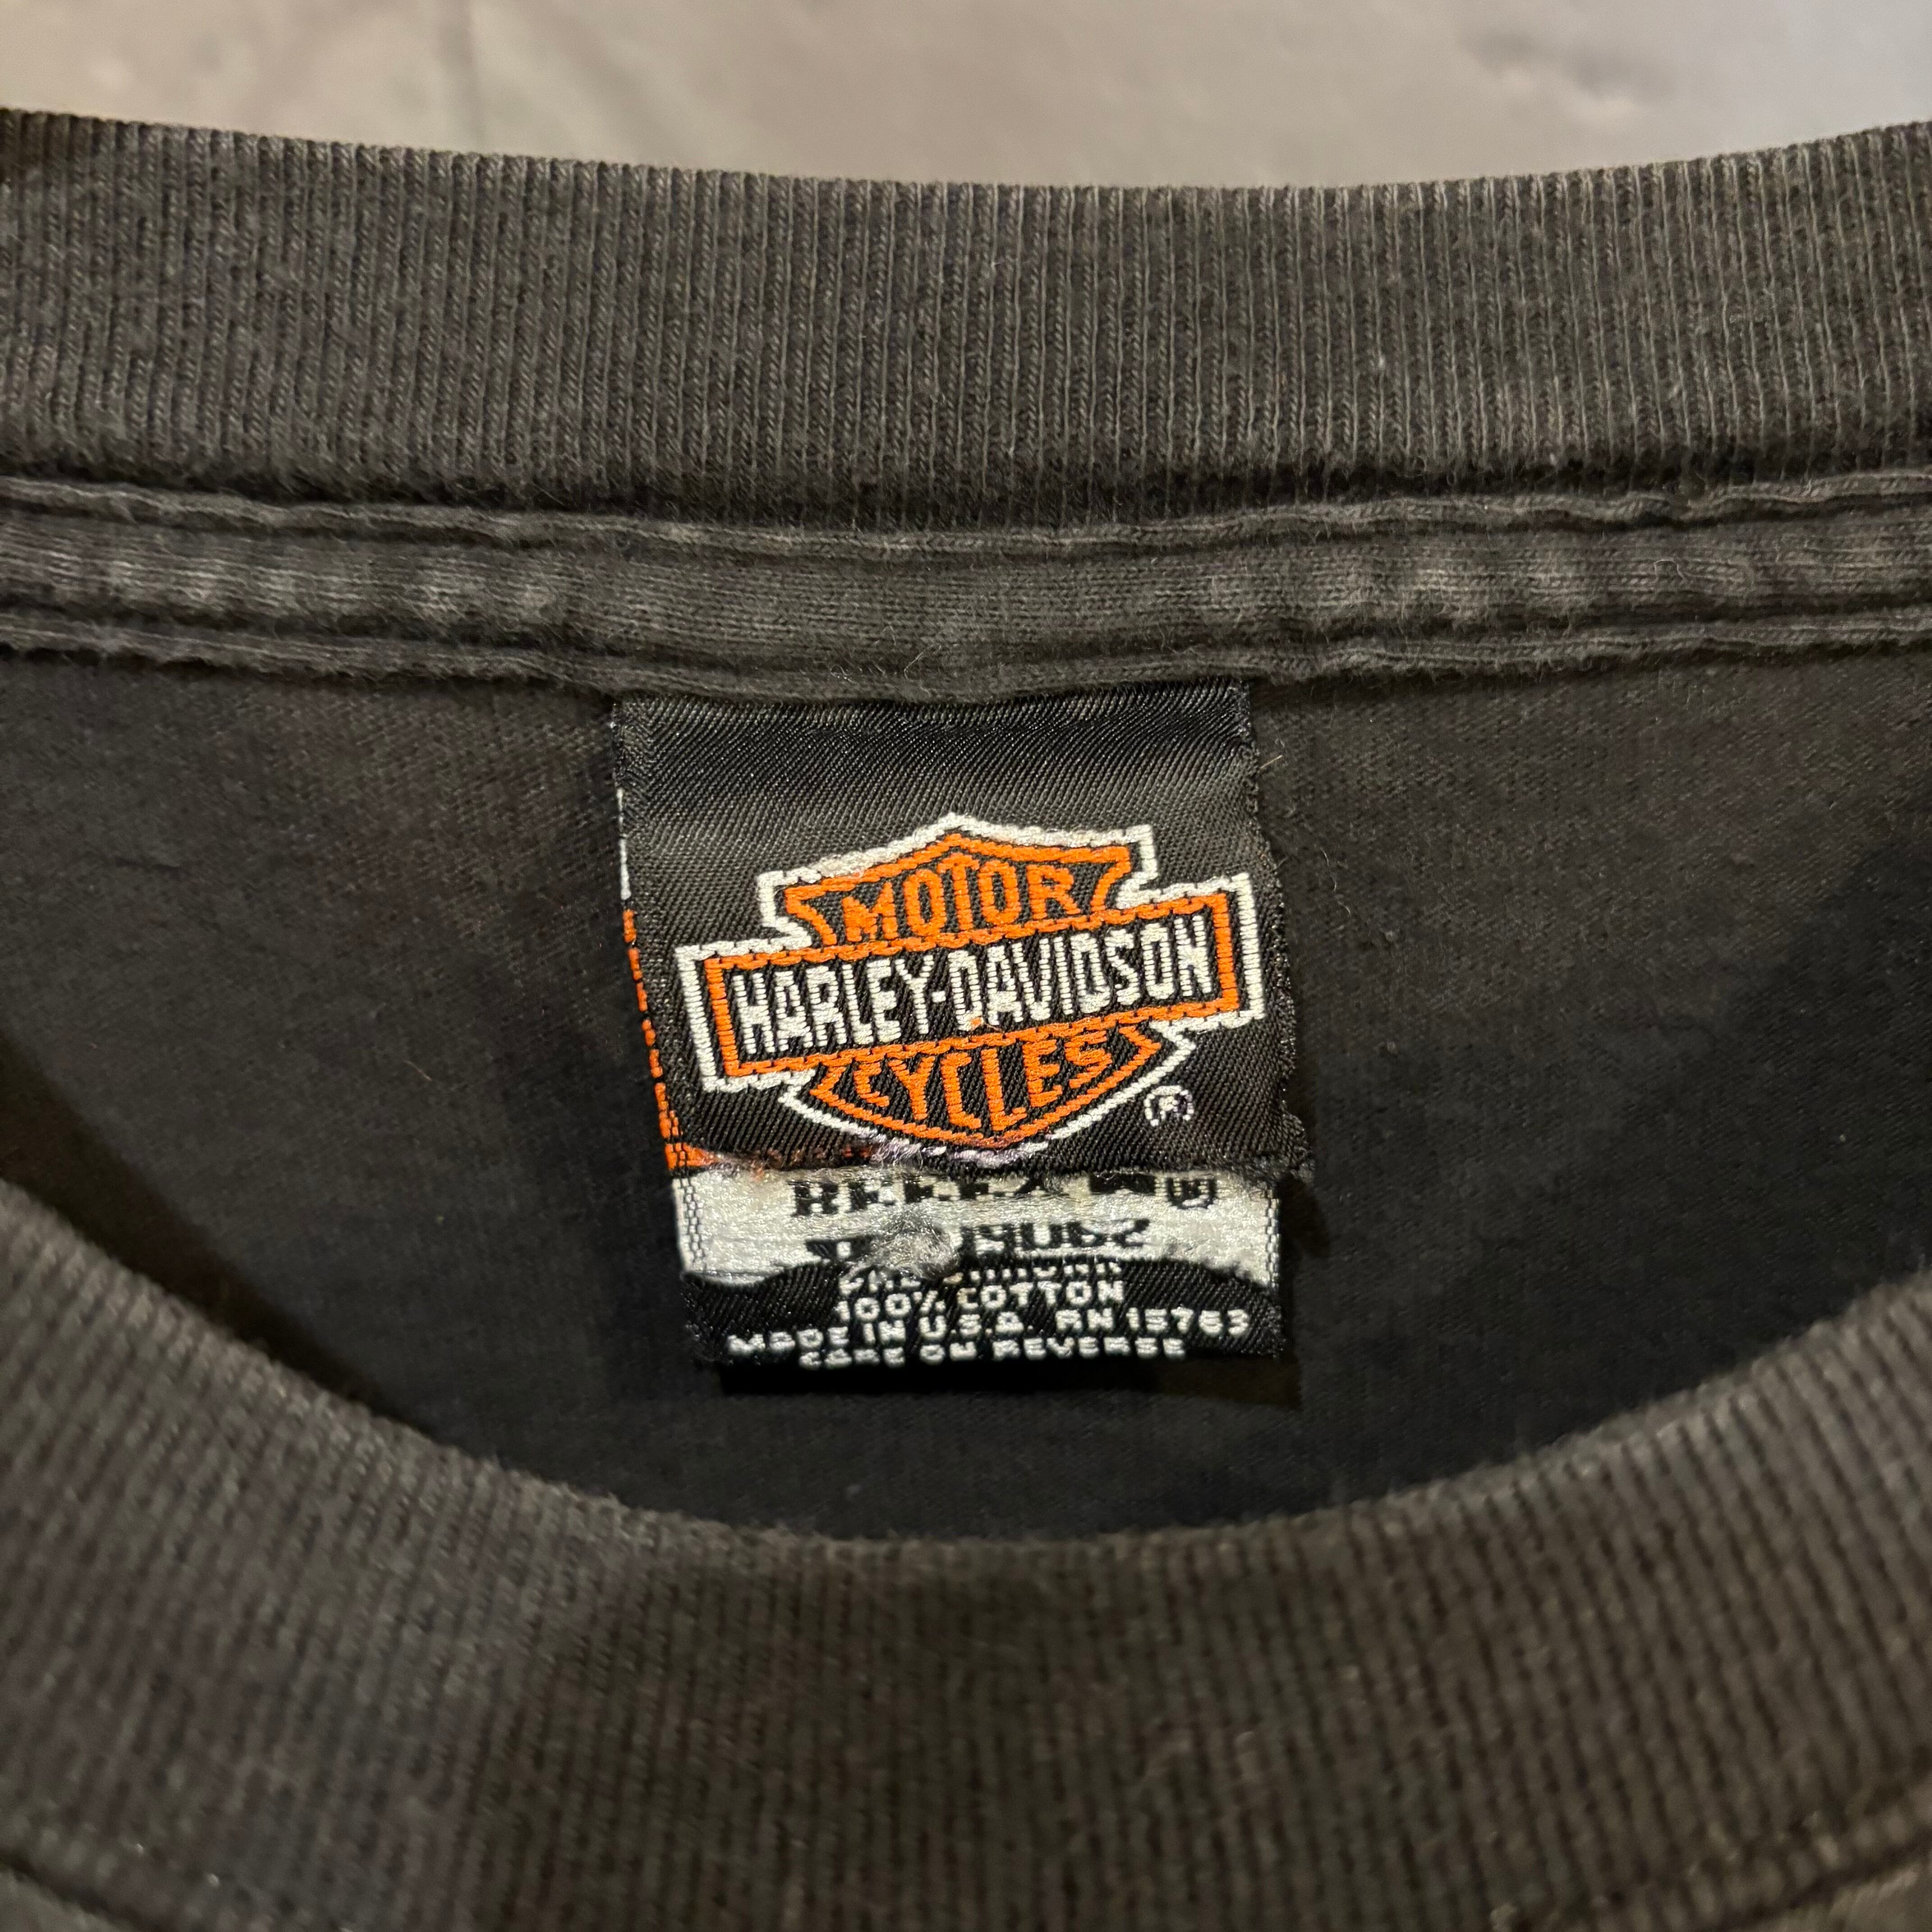 MOTOR
HARLEY-DAVIDSON
CYCLES
®
100% COTTON
MADE IN U.S.A. RN 15763
CARE ON REVERSE